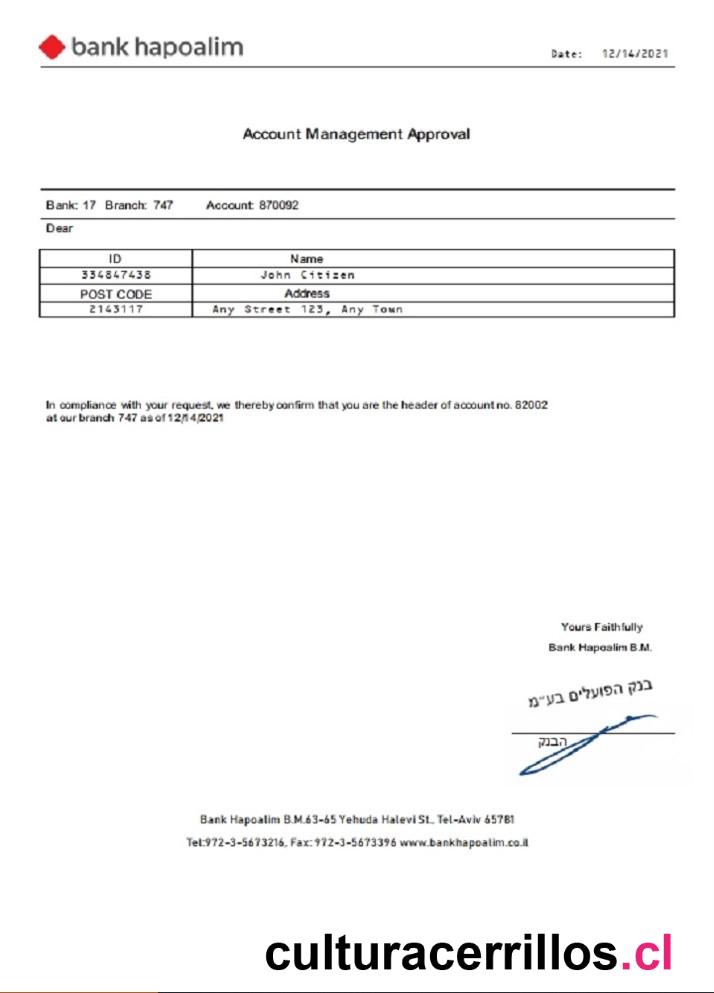 bank hapoalim
Date: 12/14/2021
Account Management Approval
Bank: 17 Branch: 747 Account: 870092
Dear
ID Name
334847438 John Citizen
POST CODE Address
2143117 Any Street 123, Any Town
In compliance with your request, we thereby confirm that you are the header of account no. 82002
at our branch 747 as of 12/14/2021
Yours Faithfully
Bank Hapoalim B.M.
בנק הפועלים בע״מ
הבנק
Bank Hapoalim B.M.63-65 Yehuda Halevi St., Tel-Aviv 65781
Tel:972-3-5673216, Fax: 972-3-5673396 www.bankhapoalim.co.il
culturacerrillos.cl